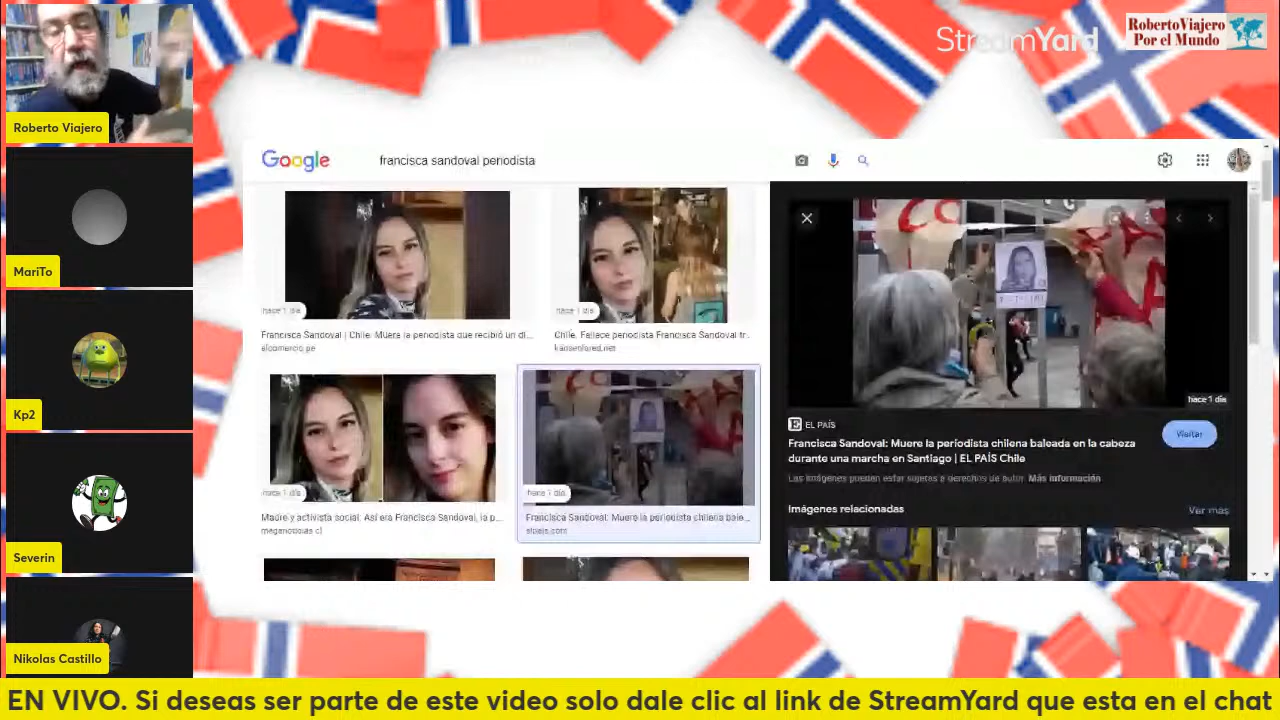 StreamYard
Roberto Viajero
Por el Mundo
Roberto Viajero
MariTo
Kp2
Severin
Nikolas Castillo
Google
francisca sandoval periodista
hace 1 día
Francisca Sandoval | Chile: Muere la periodista que recibió un di...
elcomercio.pe
hace 1 día
Chile. Fallece periodista Francisca Sandoval tr...
kaosenlared.net
hace 1 día
Madre y activista social: Así era Francisca Sandoval, la p...
meganoticias.cl
hace 1 día
Francisca Sandoval: Muere la periodista chilena bale...
elpais.com
hace 1 día
E EL PAÍS
Francisca Sandoval: Muere la periodista chilena baleada en la cabeza
durante una marcha en Santiago | EL PAÍS Chile
Visitar
Las imágenes pueden estar sujetas a derechos de autor. Más información
Imágenes relacionadas
Ver más
EN VIVO. Si deseas ser parte de este video solo dale clic al link de StreamYard que esta en el chat